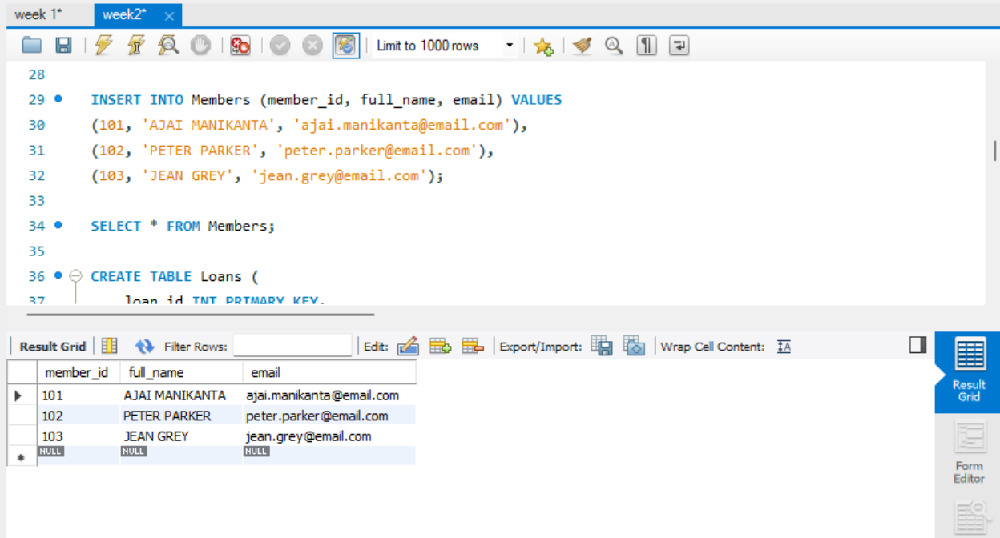 week 1*
week2*
Limit to 1000 rows
28
29 INSERT INTO Members (member_id, full_name, email) VALUES
30 (101, 'AJAI MANIKANTA', 'ajai.manikanta@email.com'),
31 (102, 'PETER PARKER', 'peter.parker@email.com'),
32 (103, 'JEAN GREY', 'jean.grey@email.com');
33
34 SELECT * FROM Members;
35
36 CREATE TABLE Loans (
37 loan_id INT PRIMARY KEY,
Result Grid Filter Rows: Edit: Export/Import: Wrap Cell Content:
member_id full_name email
101 AJAI MANIKANTA ajai.manikanta@email.com
102 PETER PARKER peter.parker@email.com
103 JEAN GREY jean.grey@email.com
NULL NULL NULL
Result
Grid
Form
Editor